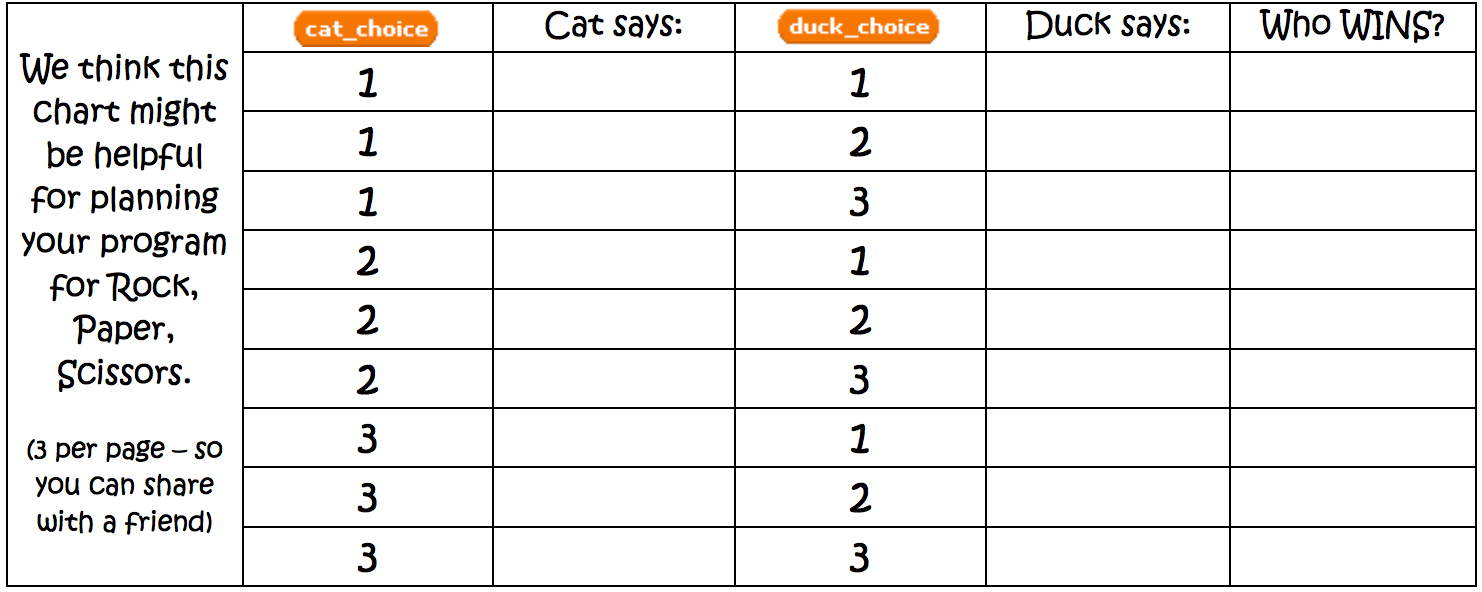 We think this
chart might
be helpful
for planning
your program
for Rock,
Paper,
Scissors.
(3 per page – so
you can share
with a friend)
cat_choice Cat says: duck_choice Duck says: Who WINS?
1 1
1 2
1 3
2 1
2 2
2 3
3 1
3 2
3 3